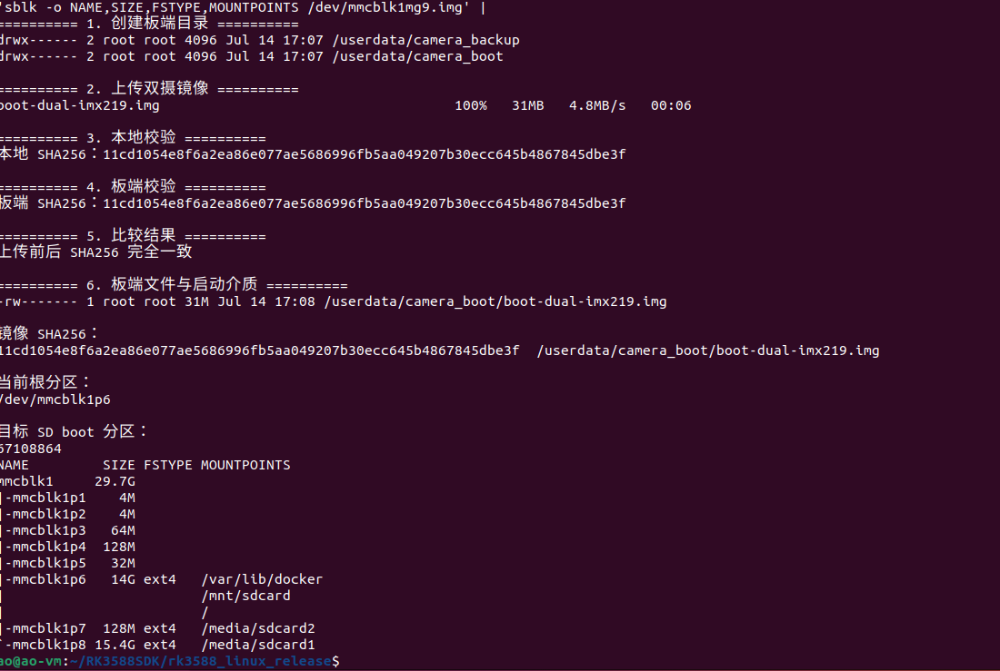 'sblk -o NAME,SIZE,FSTYPE,MOUNTPOINTS /dev/mmcblk1mg9.img' |
========== 1. 创建板端目录 ==========
drwx------ 2 root root 4096 Jul 14 17:07 /userdata/camera_backup
drwx------ 2 root root 4096 Jul 14 17:07 /userdata/camera_boot
========== 2. 上传双摄镜像 ==========
boot-dual-imx219.img 100% 31MB 4.8MB/s 00:06
========== 3. 本地校验 ==========
本地 SHA256：11cd1054e8f6a2ea86e077ae5686996fb5aa049207b30ecc645b4867845dbe3f
========== 4. 板端校验 ==========
板端 SHA256：11cd1054e8f6a2ea86e077ae5686996fb5aa049207b30ecc645b4867845dbe3f
========== 5. 比较结果 ==========
上传前后 SHA256 完全一致
========== 6. 板端文件与启动介质 ==========
-rw------- 1 root root 31M Jul 14 17:08 /userdata/camera_boot/boot-dual-imx219.img
镜像 SHA256：
11cd1054e8f6a2ea86e077ae5686996fb5aa049207b30ecc645b4867845dbe3f  /userdata/camera_boot/boot-dual-imx219.img
当前根分区：
/dev/mmcblk1p6
目标 SD boot 分区：
67108864
NAME         SIZE FSTYPE MOUNTPOINTS
mmcblk1     29.7G
|-mmcblk1p1    4M
|-mmcblk1p2    4M
|-mmcblk1p3   64M
|-mmcblk1p4  128M
|-mmcblk1p5   32M
|-mmcblk1p6   14G ext4   /var/lib/docker
|                        /mnt/sdcard
|                        /
|-mmcblk1p7  128M ext4   /media/sdcard2
`-mmcblk1p8 15.4G ext4   /media/sdcard1
ao@ao-vm:~/RK3588SDK/rk3588_linux_release$